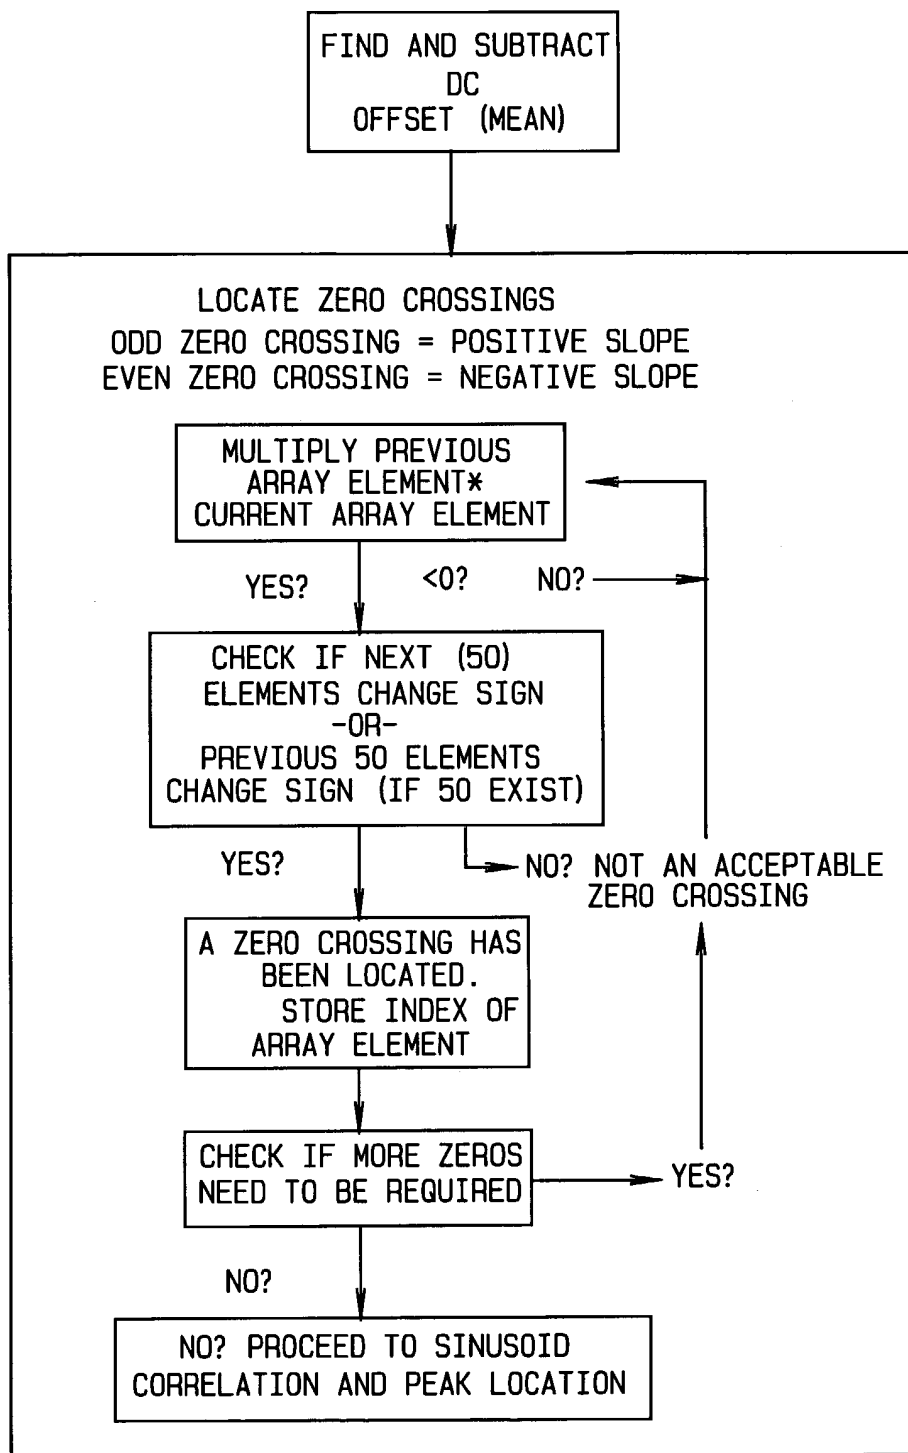 FIND AND SUBTRACT
DC
OFFSET (MEAN)
LOCATE ZERO CROSSINGS
ODD ZERO CROSSING = POSITIVE SLOPE
EVEN ZERO CROSSING = NEGATIVE SLOPE
MULTIPLY PREVIOUS
ARRAY ELEMENT*
CURRENT ARRAY ELEMENT
YES? <0? NO?
CHECK IF NEXT (50)
ELEMENTS CHANGE SIGN
-OR-
PREVIOUS 50 ELEMENTS
CHANGE SIGN (IF 50 EXIST)
YES?
NO? NOT AN ACCEPTABLE
ZERO CROSSING
A ZERO CROSSING HAS
BEEN LOCATED.
STORE INDEX OF
ARRAY ELEMENT
CHECK IF MORE ZEROS
NEED TO BE REQUIRED
YES?
NO?
NO? PROCEED TO SINUSOID
CORRELATION AND PEAK LOCATION